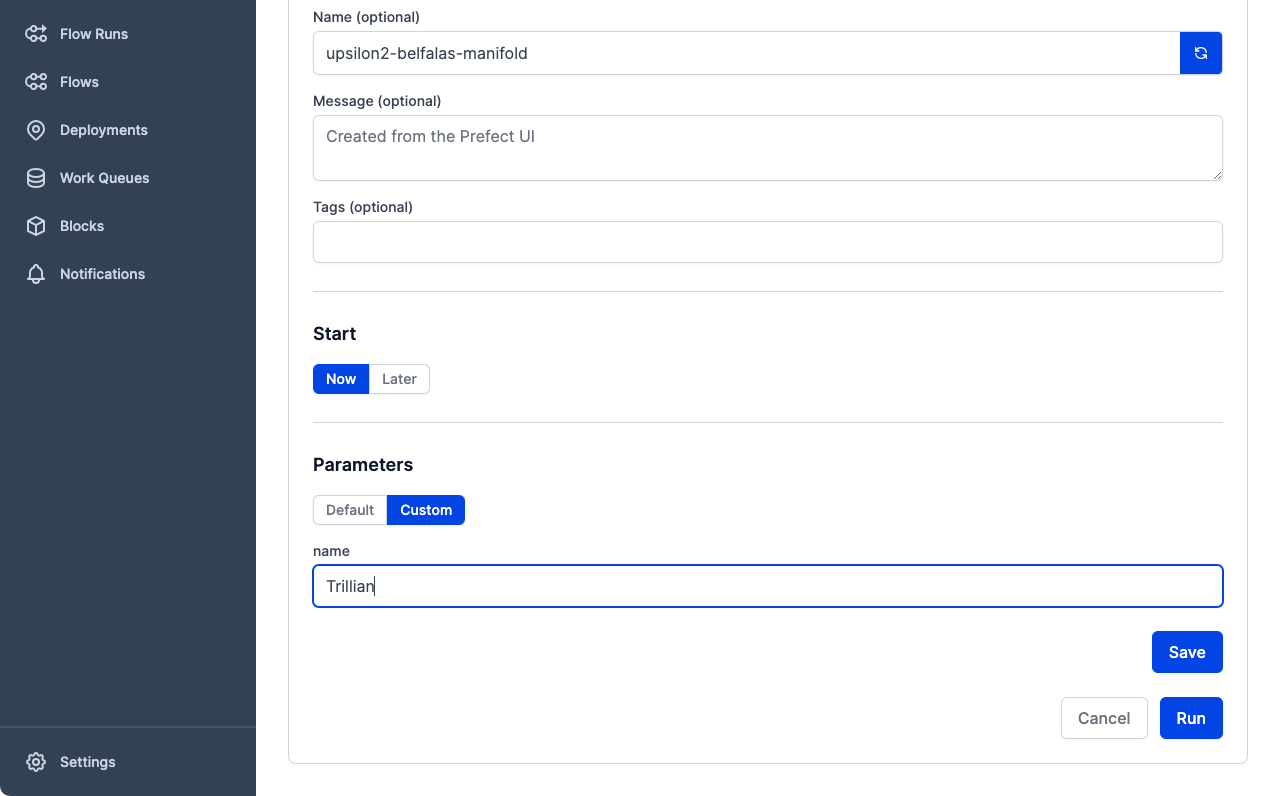 Flow Runs
Flows
Deployments
Work Queues
Blocks
Notifications
Settings
Name (optional)
upsilon2-belfalas-manifold
Message (optional)
Created from the Prefect UI
Tags (optional)
Start
Now Later
Parameters
Default Custom
name
Trillian
Save
Cancel Run